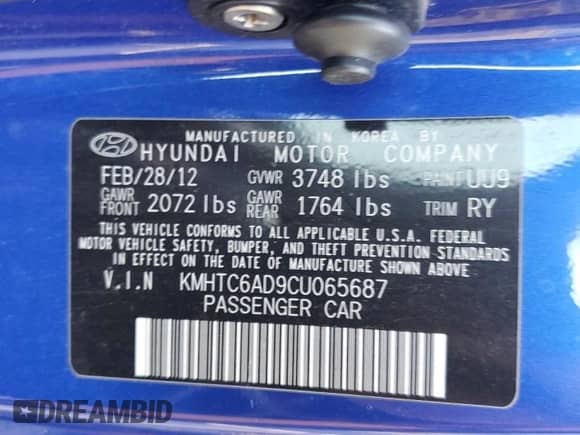 MANUFACTURED IN KOREA BY
HYUNDAI MOTOR COMPANY
FEB/28/12 GVWR 3748 lbs PAINT UU9
GAWR FRONT 2072 lbs GAWR REAR 1764 lbs TRIM RY
THIS VEHICLE CONFORMS TO ALL APPLICABLE U.S.A. FEDERAL
MOTOR VEHICLE SAFETY, BUMPER, AND THEFT PREVENTION STANDARDS
IN EFFECT ON THE DATE OF MANUFACTURE SHOWN ABOVE.
V.I.N KMHTC6AD9CU065687
PASSENGER CAR
DREAMBID